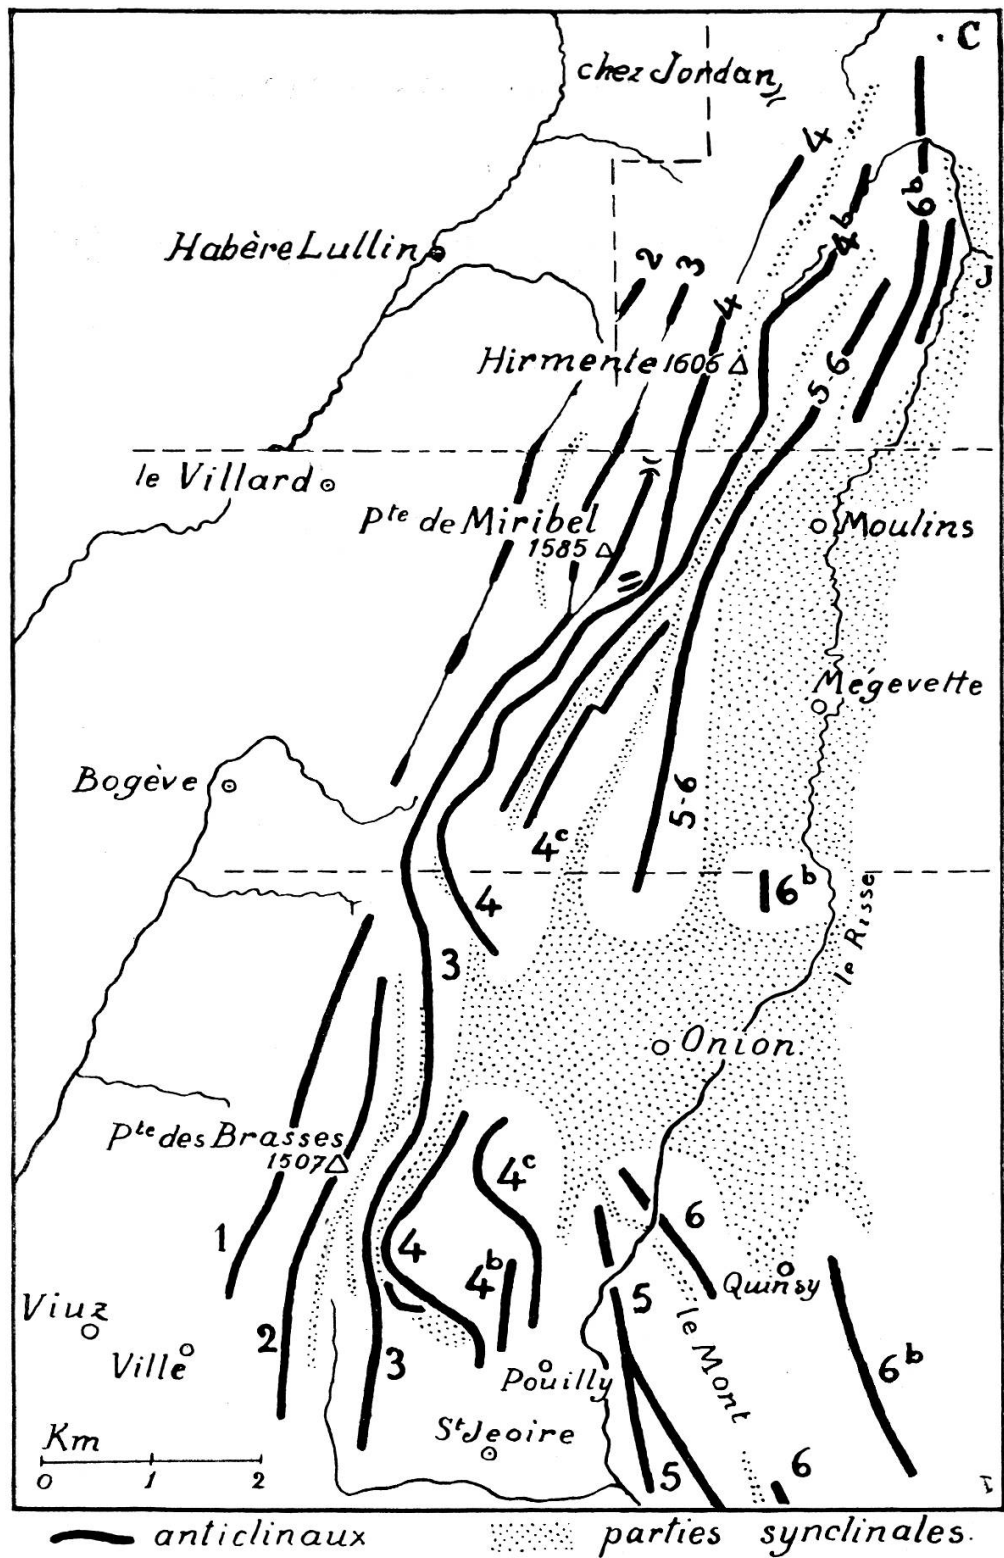 C
chez Jordan
4
6b
4b
Habère Lullin
2
3
4
Hirmente 1606
6
5
le Villard
Pte de Miribel
1585
Moulins
Mégevette
Bogève
5-6
4c
6b
4
le Risse
3
Onion
Pte des Brasses
1507
4c
1
4
6
4b
Quinsy
5
Viuz
2
le Mont
Ville
3
6b
Pouilly
St Jeoire
Km
0 1 2
5
6
I
anticlinaux
parties synclinales.